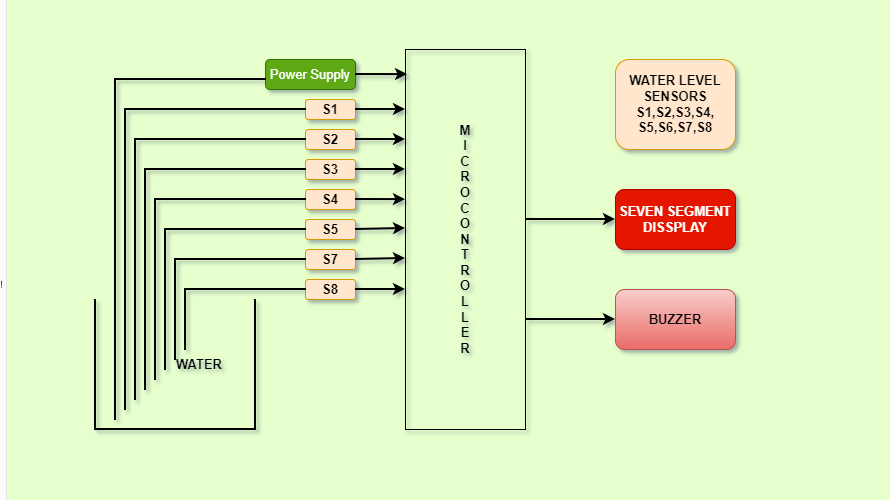 Power Supply
S1
S2
S3
S4
S5
S7
S8
WATER
MICROCONTROLLER
WATER LEVEL
SENSORS
S1,S2,S3,S4,
S5,S6,S7,S8
SEVEN SEGMENT
DISSPLAY
BUZZER